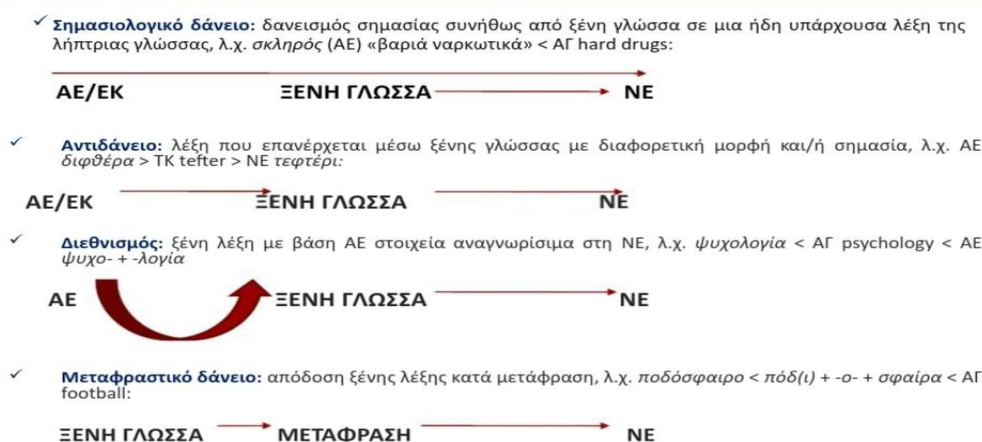 ✓ Σημασιολογικό δάνειο: δανεισμός σημασίας συνήθως από ξένη γλώσσα σε μια ήδη υπάρχουσα λέξη της
λήπτριας γλώσσας, λ.χ. σκληρός (ΑΕ) «βαριά ναρκωτικά» < ΑΓ hard drugs:
ΑΕ/ΕΚ ΞΕΝΗ ΓΛΩΣΣΑ ΝΕ
✓ Αντιδάνειο: λέξη που επανέρχεται μέσω ξένης γλώσσας με διαφορετική μορφή και/ή σημασία, λ.χ. ΑΕ
διφθέρα > ΤΚ tefter > ΝΕ τεφτέρι:
ΑΕ/ΕΚ ΞΕΝΗ ΓΛΩΣΣΑ ΝΕ
✓ Διεθνισμός: ξένη λέξη με βάση ΑΕ στοιχεία αναγνωρίσιμα στη ΝΕ, λ.χ. ψυχολογία < ΑΓ psychology < ΑΕ
ψυχο- + -λογία
ΑΕ ΞΕΝΗ ΓΛΩΣΣΑ ΝΕ
✓ Μεταφραστικό δάνειο: απόδοση ξένης λέξης κατά μετάφραση, λ.χ. ποδόσφαιρο < πόδ(ι) + -ο- + σφαίρα < ΑΓ
football:
ΞΕΝΗ ΓΛΩΣΣΑ ΜΕΤΑΦΡΑΣΗ ΝΕ